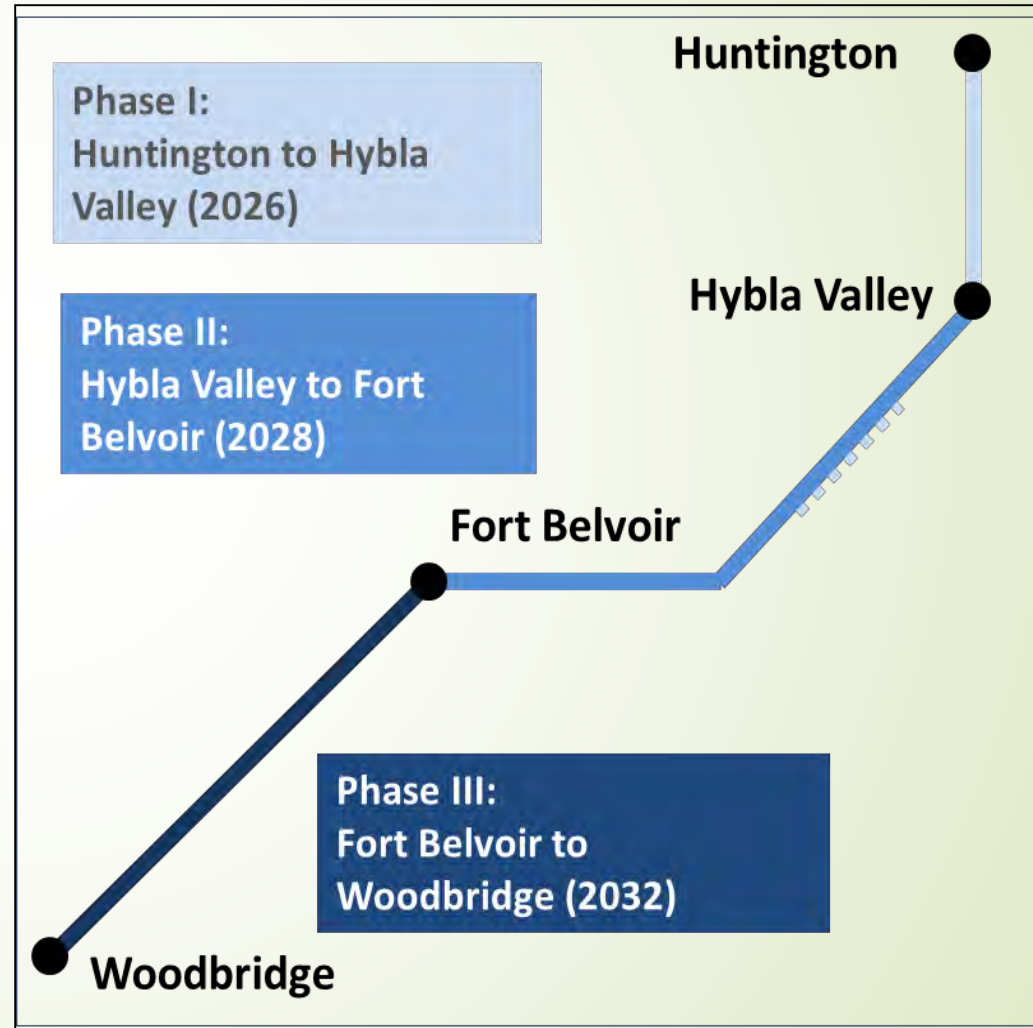 Huntington
Phase I:
Huntington to Hybla
Valley (2026)
Hybla Valley
Phase II:
Hybla Valley to Fort
Belvoir (2028)
Fort Belvoir
Phase III:
Fort Belvoir to
Woodbridge (2032)
Woodbridge